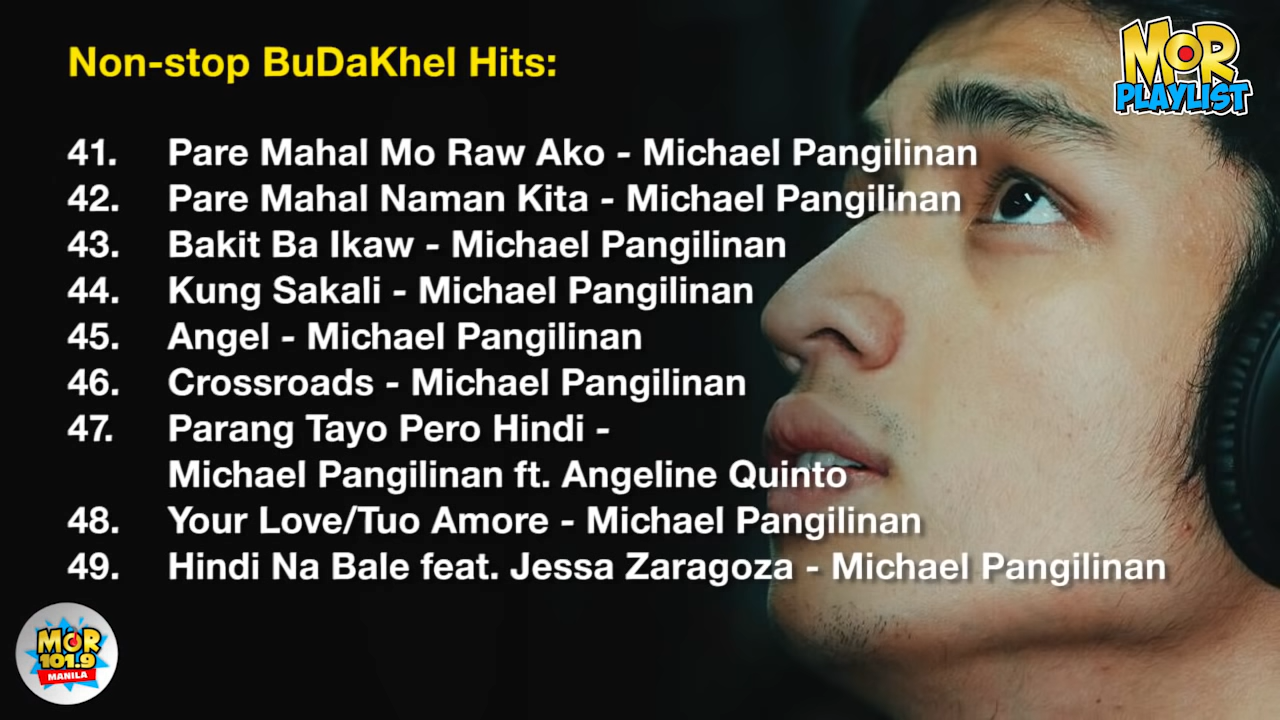 Non-stop BuDaKhel Hits:
MOR
PLAYLIST
41. Pare Mahal Mo Raw Ako - Michael Pangilinan
42. Pare Mahal Naman Kita - Michael Pangilinan
43. Bakit Ba Ikaw - Michael Pangilinan
44. Kung Sakali - Michael Pangilinan
45. Angel - Michael Pangilinan
46. Crossroads - Michael Pangilinan
47. Parang Tayo Pero Hindi -
Michael Pangilinan ft. Angeline Quinto
48. Your Love/Tuo Amore - Michael Pangilinan
49. Hindi Na Bale feat. Jessa Zaragoza - Michael Pangilinan
MOR
101.9
MANILA